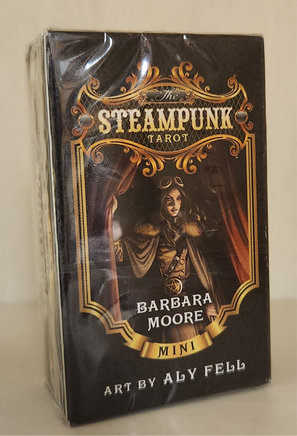 The
STEAMPUNK
TAROT
BARBARA
MOORE
MINI
ART BY ALY FELL